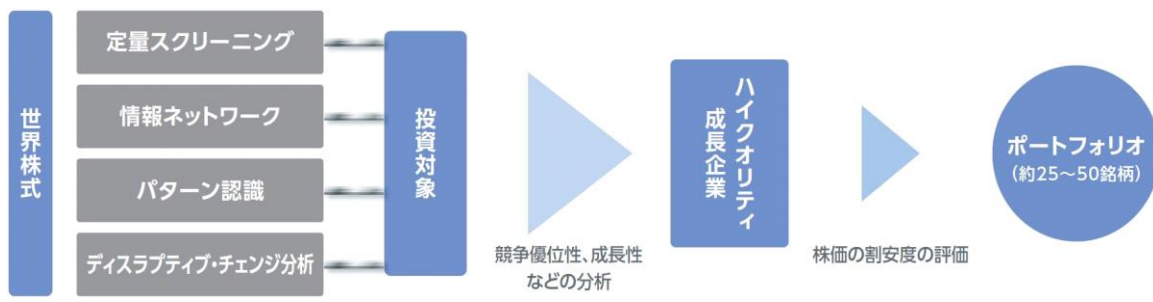 世界株式
定量スクリーニング
情報ネットワーク
パターン認識
ディスラプティブ・チェンジ分析
投資対象
競争優位性、成長性
などの分析
ハイクオリティ
成長企業
株価の割安度の評価
ポートフォリオ
(約25～50銘柄)